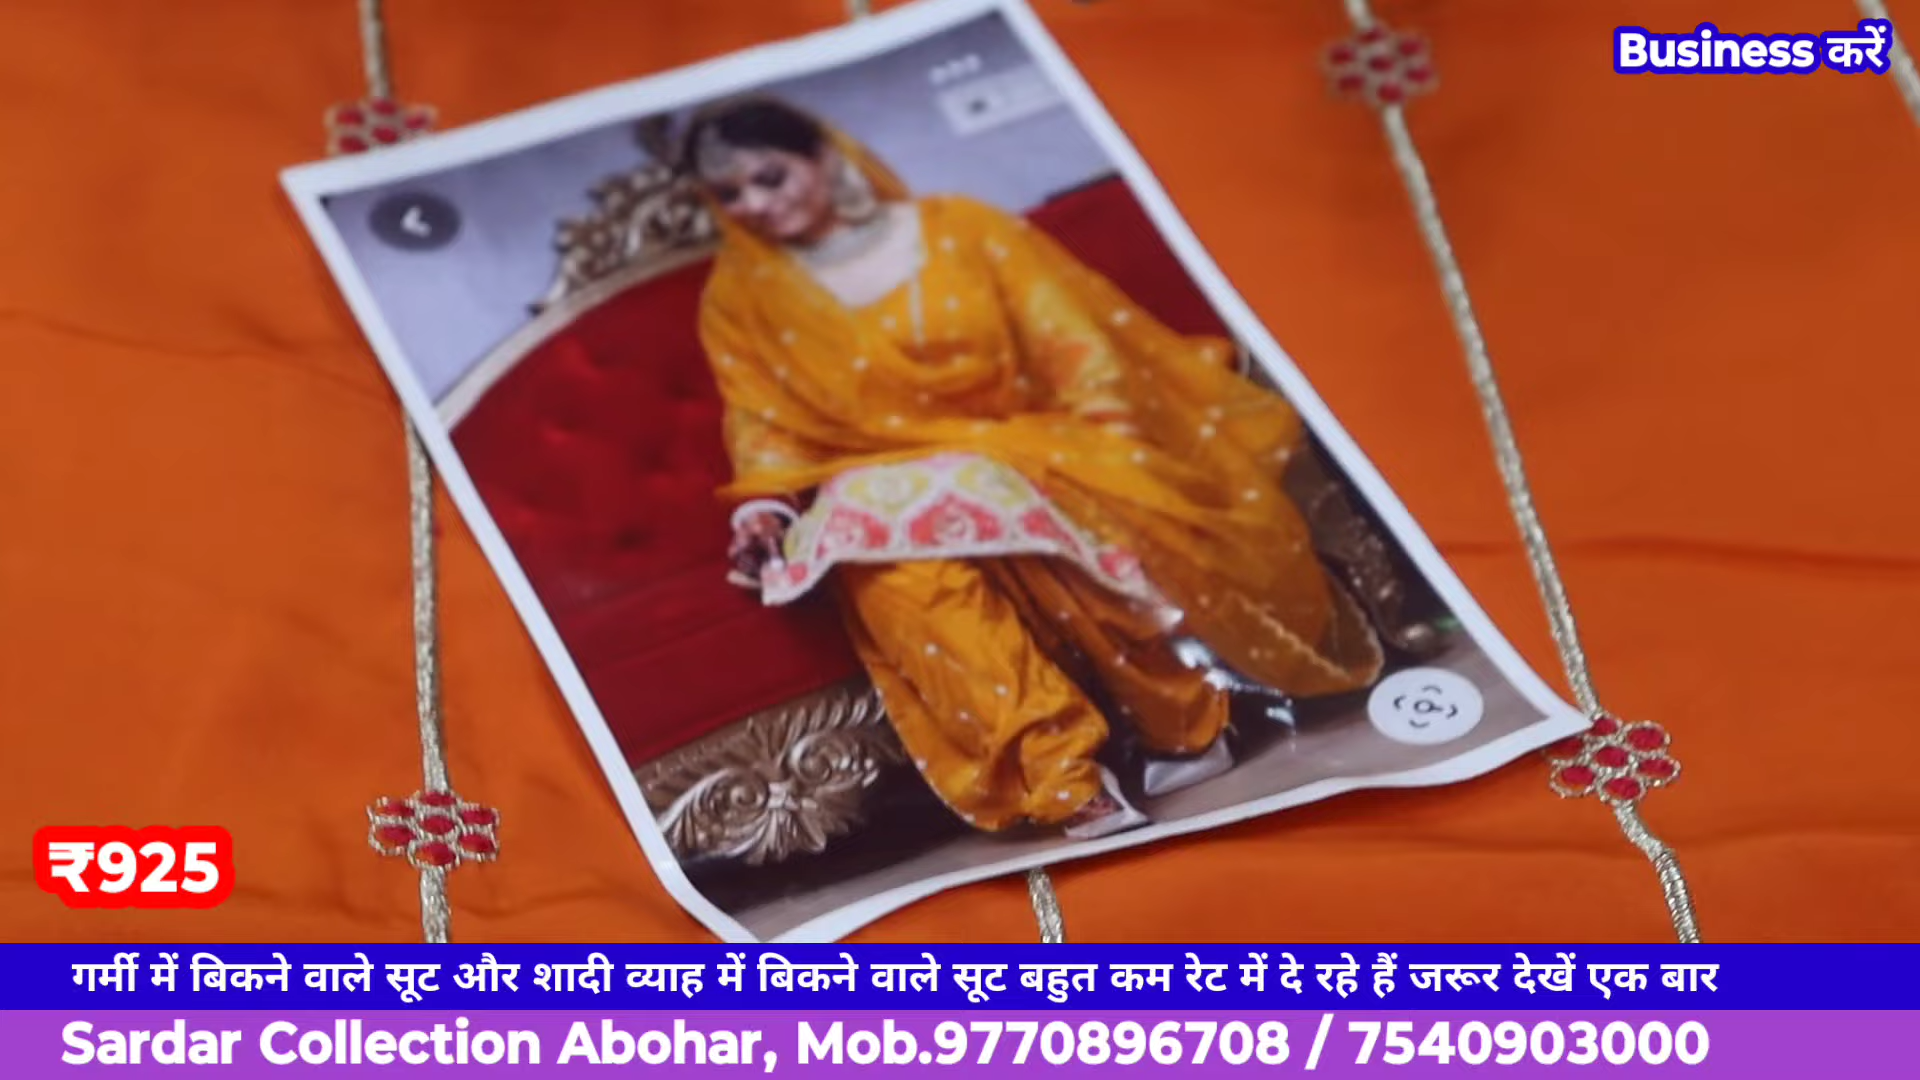 Business करें
₹925
गर्मी में बिकने वाले सूट और शादी व्याह में बिकने वाले सूट बहुत कम रेट में दे रहे हैं जरूर देखें एक बार
Sardar Collection Abohar, Mob.9770896708 / 7540903000